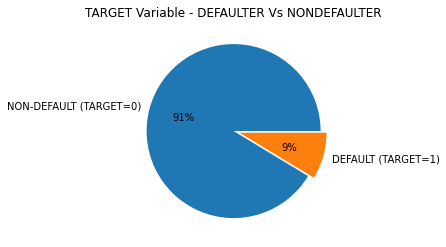 TARGET Variable - DEFAULTER Vs NONDEFAULTER
NON-DEFAULT (TARGET=0)
91%
9%
DEFAULT (TARGET=1)